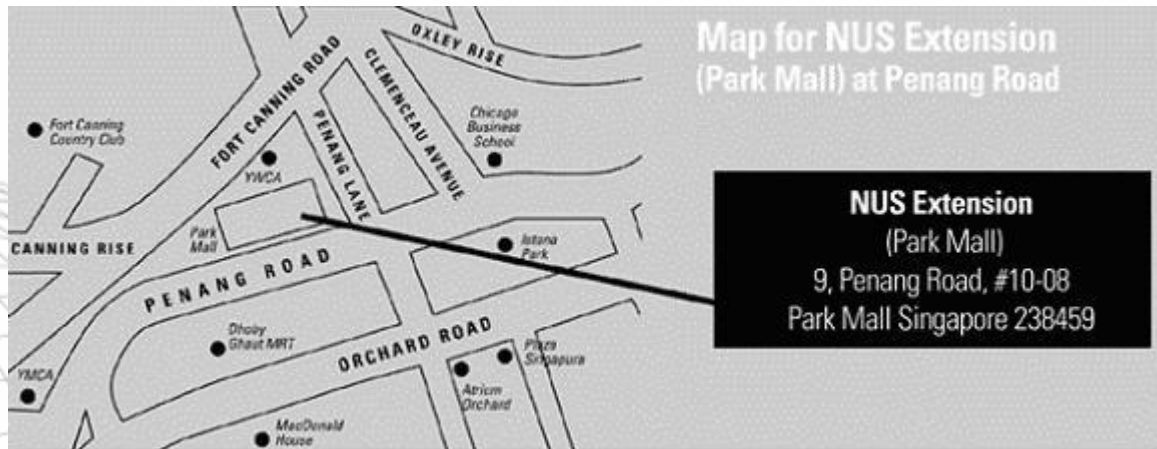 Map for NUS Extension
(Park Mall) at Penang Road
OXLEY RISE
FORT CANNING ROAD
CLEMENCEAU AVENUE
PENANG LANE
Chicago
Business
School
Fort Canning
Country Club
YWCA
Park
Mall
CANNING RISE
PENANG ROAD
Istana
Park
NUS Extension
(Park Mall)
9, Penang Road, #10-08
Park Mall Singapore 238459
Dhoby
Ghaut MRT
ORCHARD ROAD
Plaza
Singapura
Atrium
Orchard
YMCA
MacDonald
House